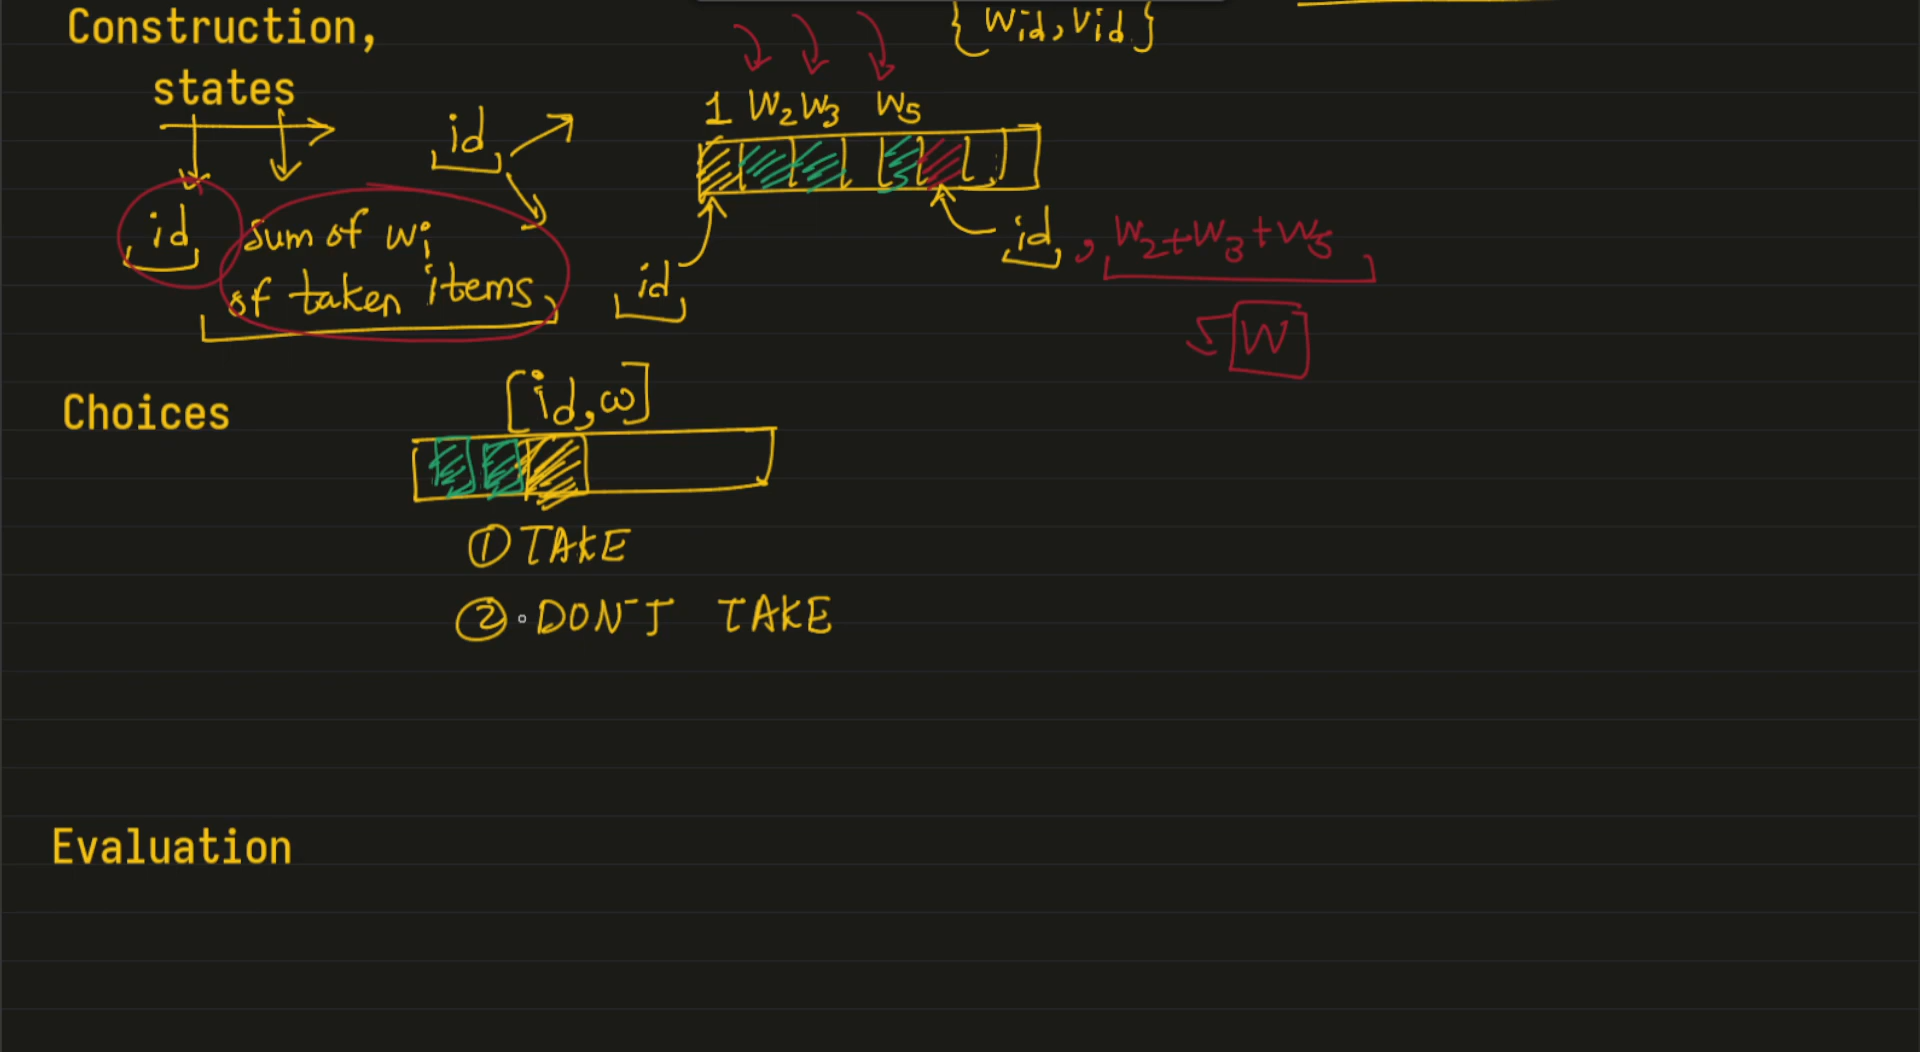 Construction,
states
{ Wid, Vid }
1 W2 W3 W5
id
id sum of wi
of taken items
id
id, W2+W3+W5
≤ W
Choices
[id, ω]
① TAKE
② DON'T TAKE
Evaluation